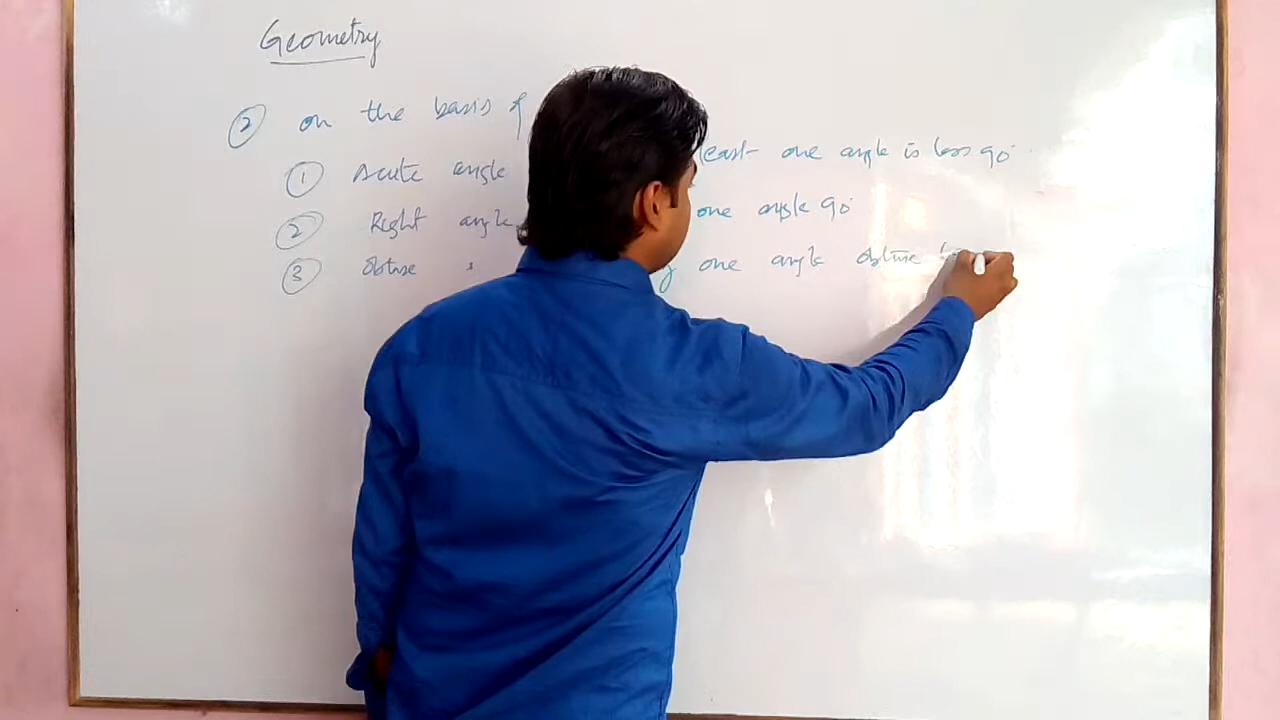 Geometry
② on the basis of
① Acute angle least one angle is less 90°
② Right angle one angle 90°
③ obtuse one angle obtuse